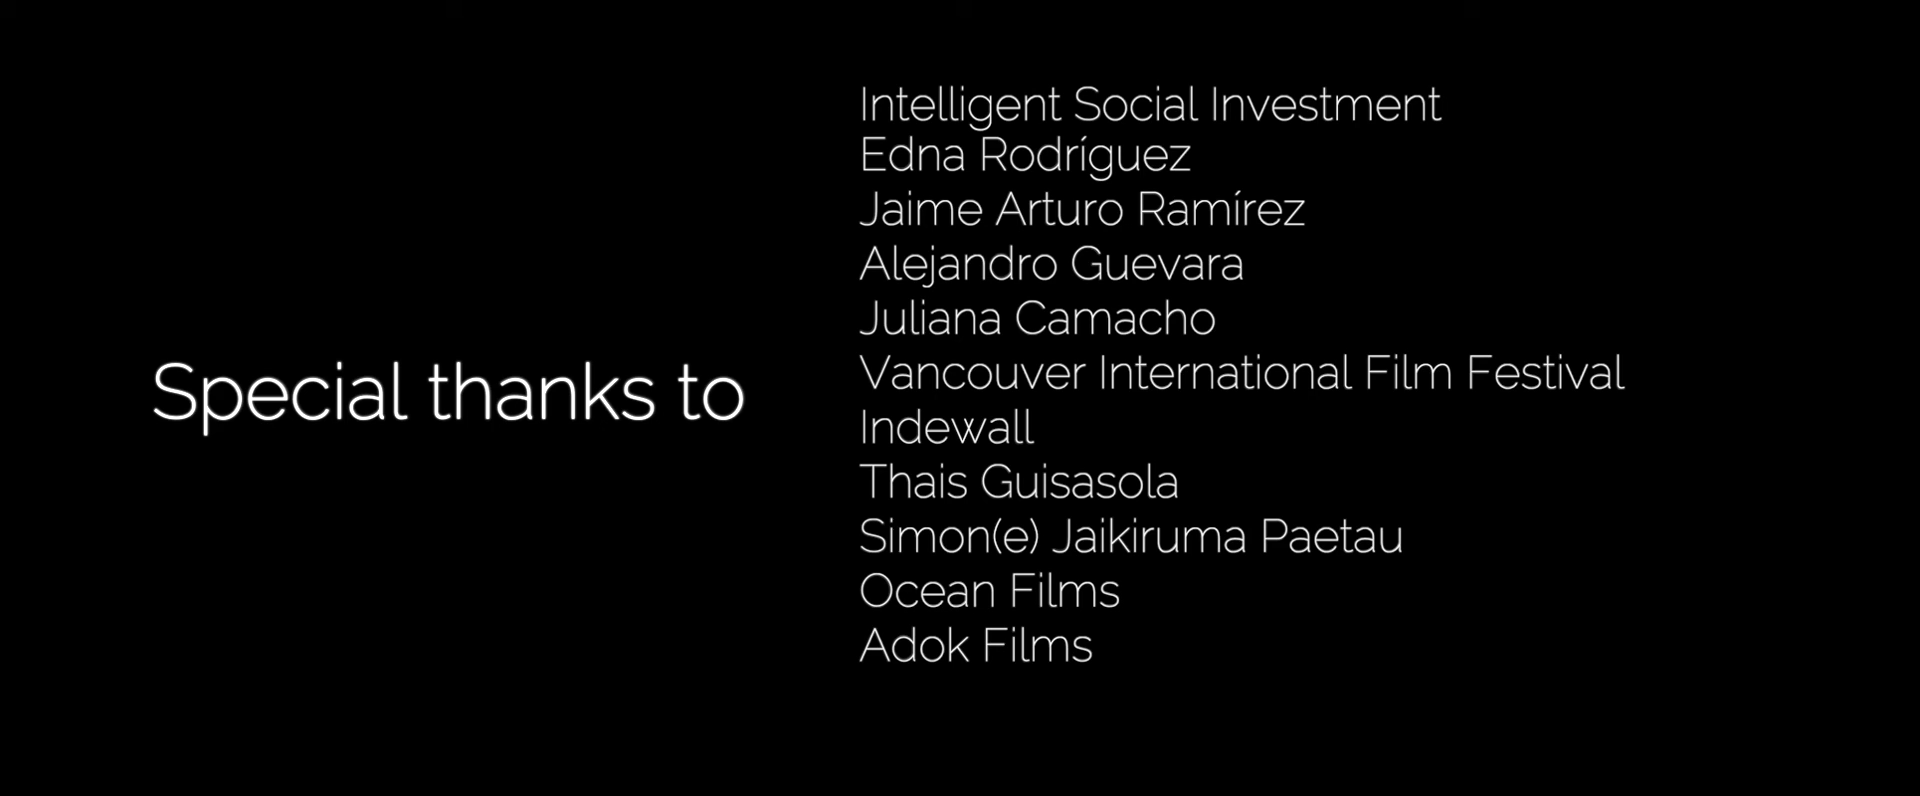 Special thanks to
Intelligent Social Investment
Edna Rodríguez
Jaime Arturo Ramírez
Alejandro Guevara
Juliana Camacho
Vancouver International Film Festival
Indewall
Thais Guisasola
Simon(e) Jaikiruma Paetau
Ocean Films
Adok Films